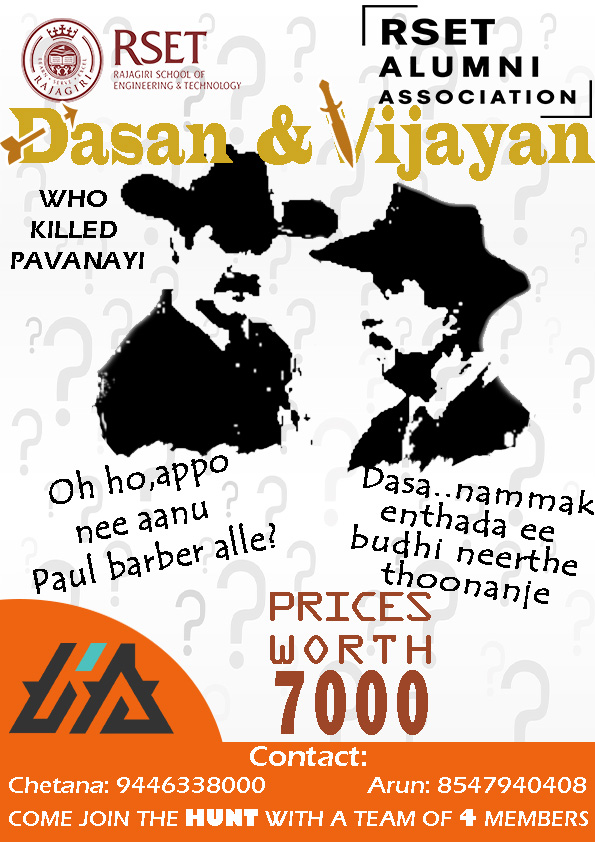 RSET
RAJAGIRI SCHOOL OF
ENGINEERING & TECHNOLOGY
RAJAGIRI
RSET
ALUMNI
ASSOCIATION
Dasan & Vijayan
WHO
KILLED
PAVANAYI
Oh ho,appo
nee aanu
Paul barber alle?
Dasa..nammak
enthada ee
budhi neerthe
thoonanje
PRICES
WORTH
7000
Contact:
Chetana: 9446338000
Arun: 8547940408
COME JOIN THE HUNT WITH A TEAM OF 4 MEMBERS